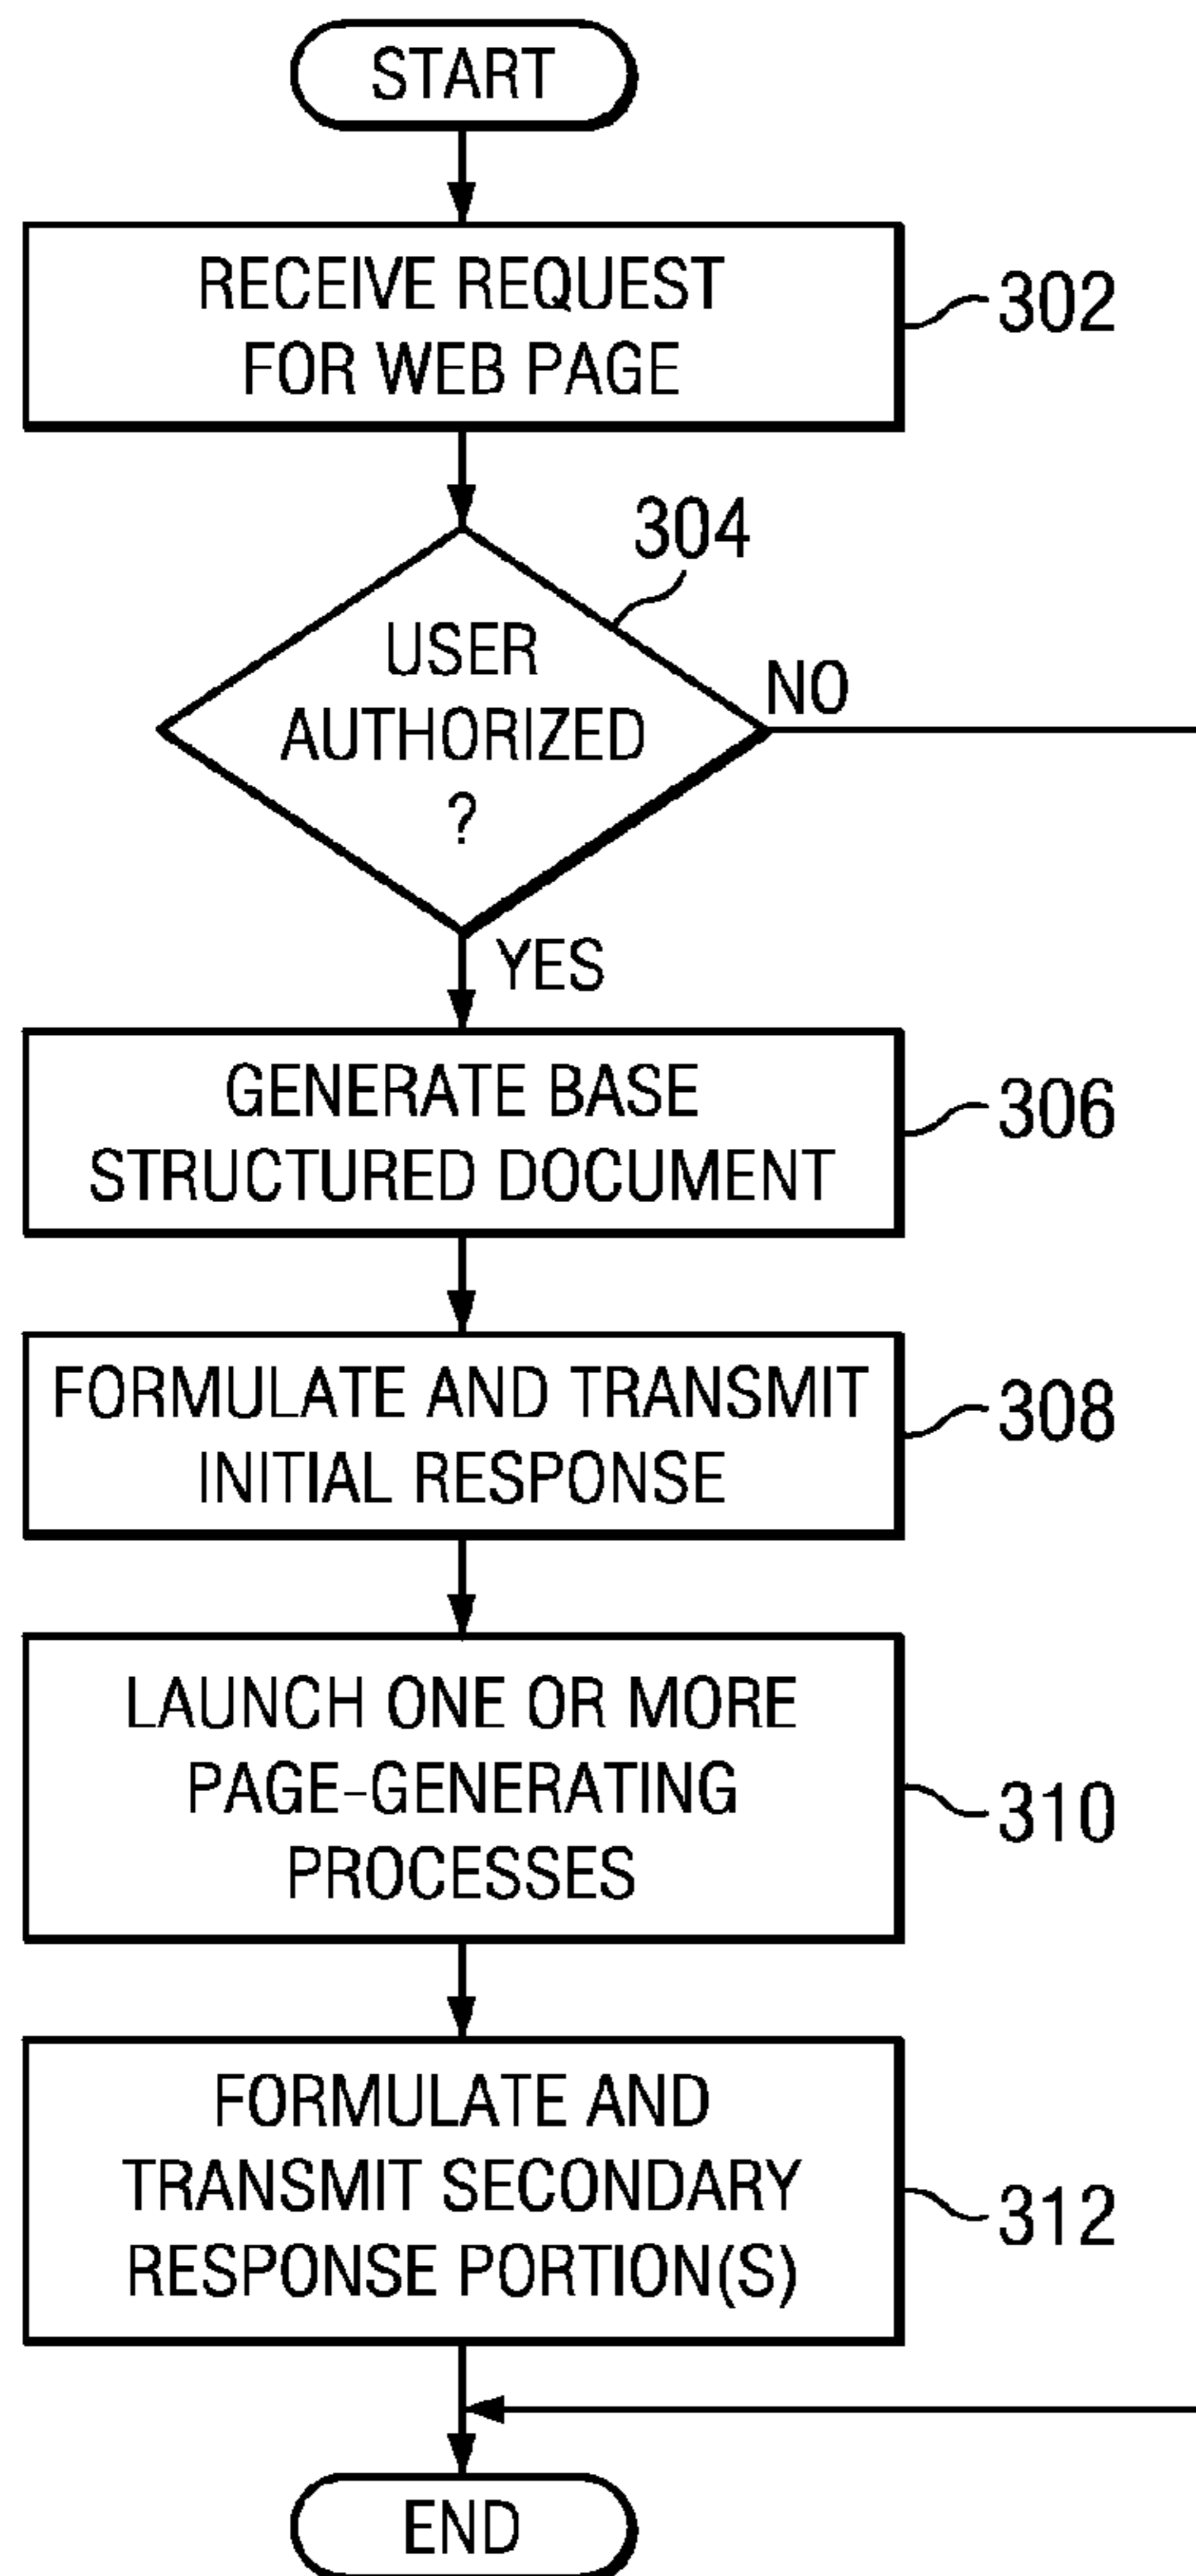 START
RECEIVE REQUEST
FOR WEB PAGE
302
304
USER
AUTHORIZED
?
NO
YES
GENERATE BASE
STRUCTURED DOCUMENT
306
FORMULATE AND TRANSMIT
INITIAL RESPONSE
308
LAUNCH ONE OR MORE
PAGE-GENERATING
PROCESSES
310
FORMULATE AND
TRANSMIT SECONDARY
RESPONSE PORTION(S)
312
END